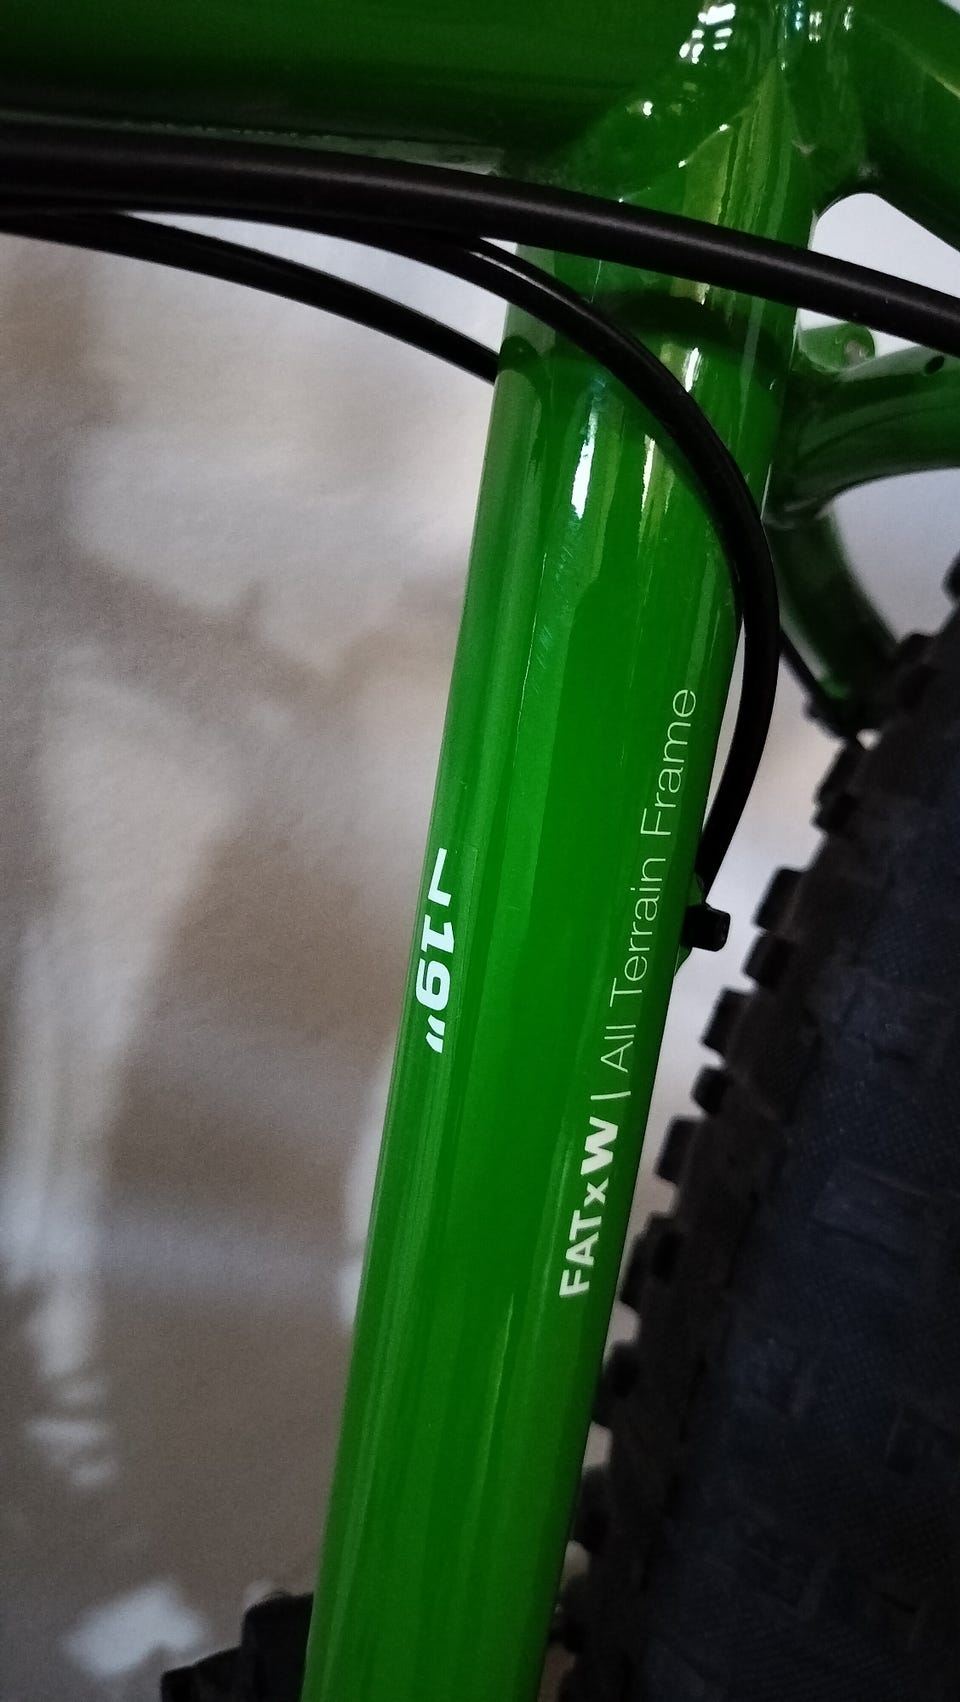 L 19"
FATxW | All Terrain Frame